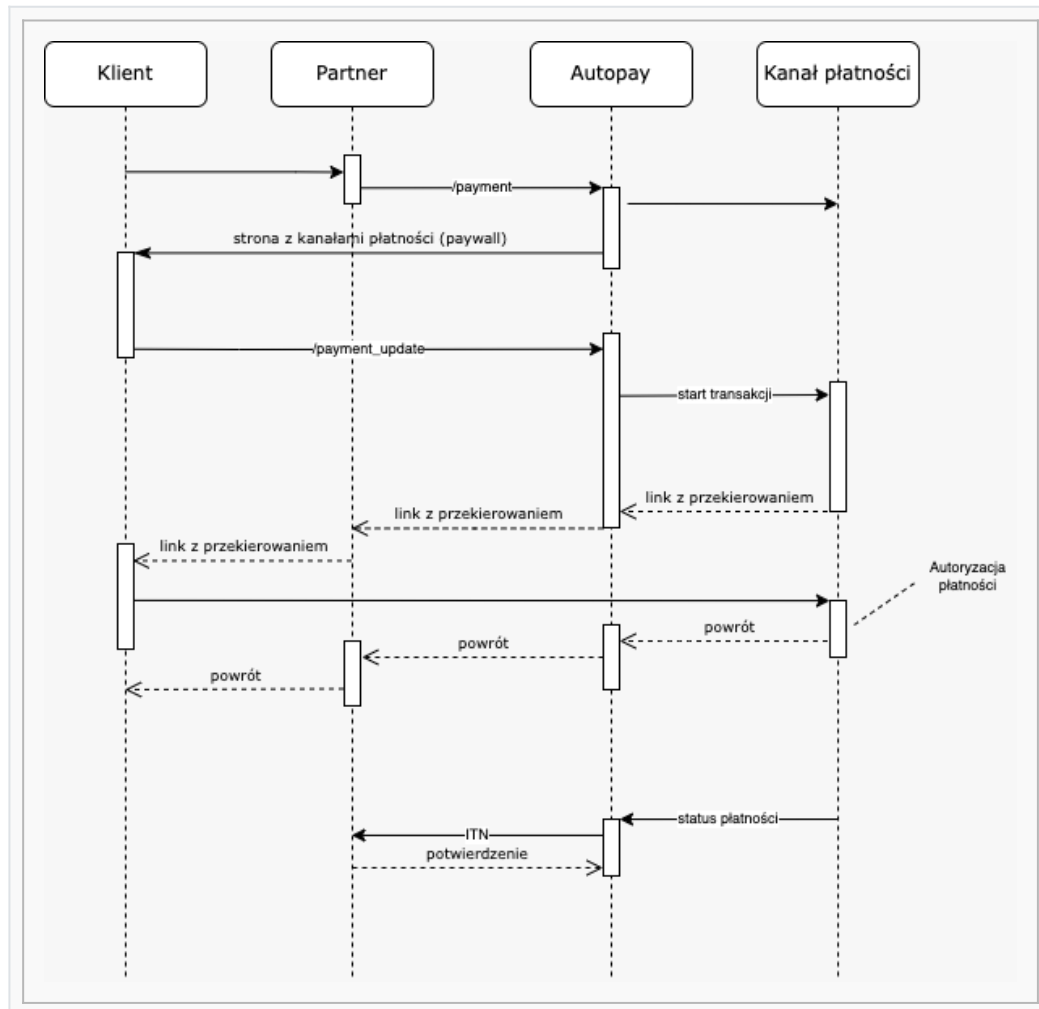 Klient
Partner
Autopay
Kanał płatności
/payment
strona z kanałami płatności (paywall)
/payment_update
start transakcji
link z przekierowaniem
link z przekierowaniem
link z przekierowaniem
Autoryzacja
płatności
powrót
powrót
powrót
status płatności
ITN
potwierdzenie